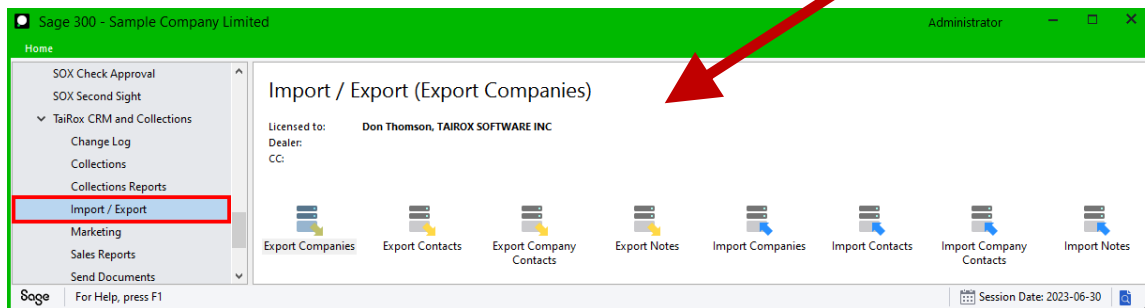 Sage 300 - Sample Company Limited
Administrator
Home
SOX Check Approval
SOX Second Sight
TaiRox CRM and Collections
Change Log
Collections
Collections Reports
Import / Export
Marketing
Sales Reports
Send Documents
Import / Export (Export Companies)
Licensed to: Don Thomson, TAIROX SOFTWARE INC
Dealer:
CC:
Export Companies
Export Contacts
Export Company
Contacts
Export Notes
Import Companies
Import Contacts
Import Company
Contacts
Import Notes
Sage
For Help, press F1
Session Date: 2023-06-30